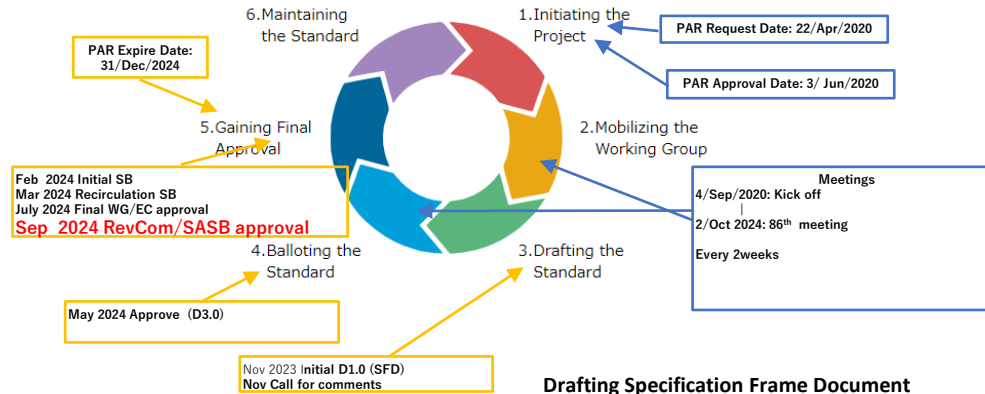 6.Maintaining
the Standard
1.Initiating the
Project
PAR Request Date: 22/Apr/2020
PAR Expire Date:
31/Dec/2024
PAR Approval Date: 3/ Jun/2020
5.Gaining Final
Approval
2.Mobilizing the
Working Group
Feb  2024 Initial SB
Mar 2024 Recirculation SB
July 2024 Final WG/EC approval
Sep  2024 RevCom/SASB approval
Meetings
4/Sep/2020: Kick off
|
2/Oct 2024: 86th  meeting
Every 2weeks
4.Balloting the
Standard
3.Drafting the
Standard
May 2024 Approve（D3.0)
Nov 2023 Initial D1.0 (SFD)
Nov Call for comments
Drafting Specification Frame Document